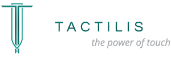 TACTILIS
the power of touch